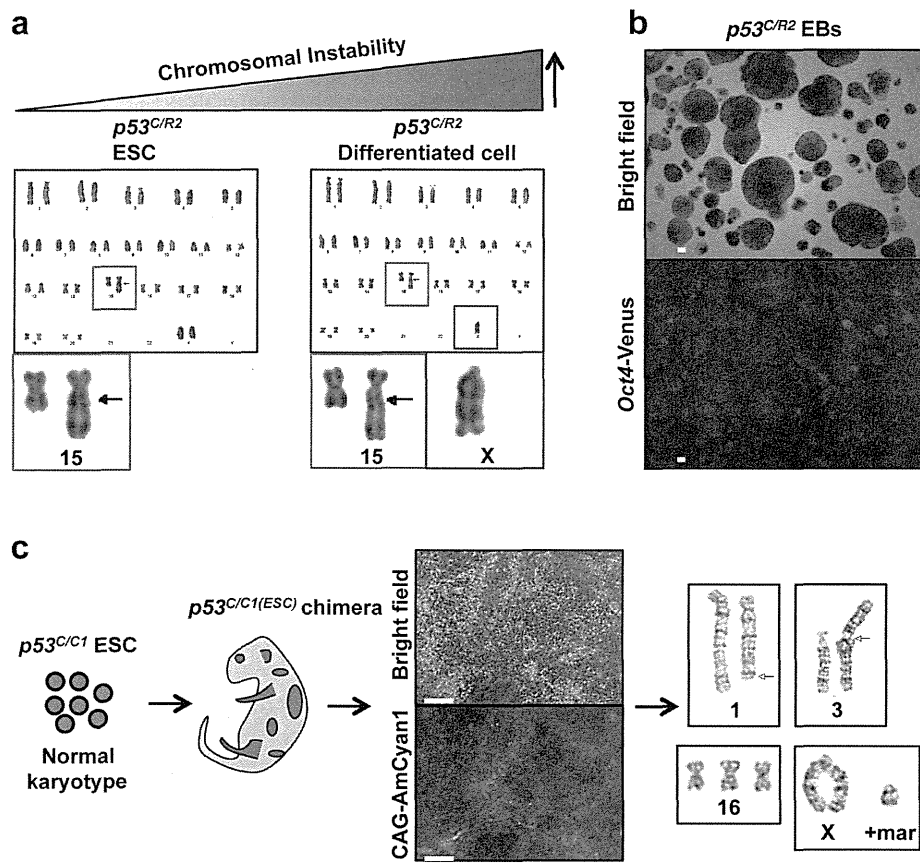 a
Chromosomal Instability
p53C/R2
ESC
p53C/R2
Differentiated cell
15
15
X
b
p53C/R2 EBs
Bright field
Oct4-Venus
c
p53C/C1 ESC
Normal
karyotype
p53C/C1(ESC) chimera
Bright field
CAG-AmCyan1
1
3
16
X
+mar